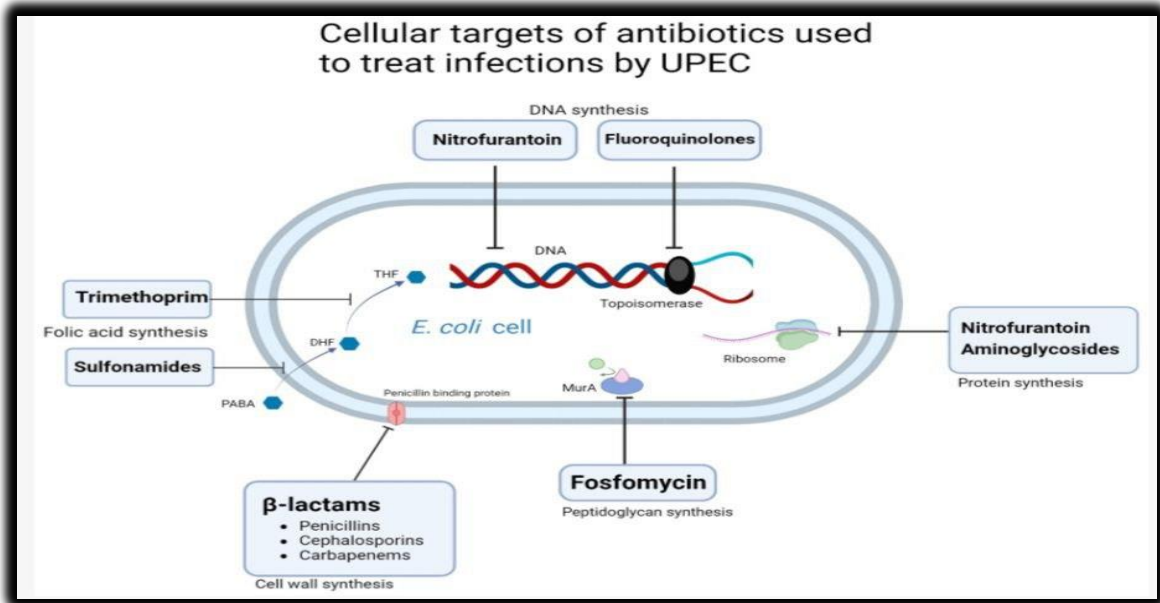 Cellular targets of antibiotics used
to treat infections by UPEC
DNA synthesis
Nitrofurantoin
Fluoroquinolones
DNA
THF
Topoisomerase
Trimethoprim
Folic acid synthesis
Sulfonamides
E. coli cell
DHF
PABA
Ribosome
Nitrofurantoin
Aminoglycosides
Protein synthesis
MurA
Penicillin binding protein
β-lactams
• Penicillins
• Cephalosporins
• Carbapenems
Cell wall synthesis
Fosfomycin
Peptidoglycan synthesis